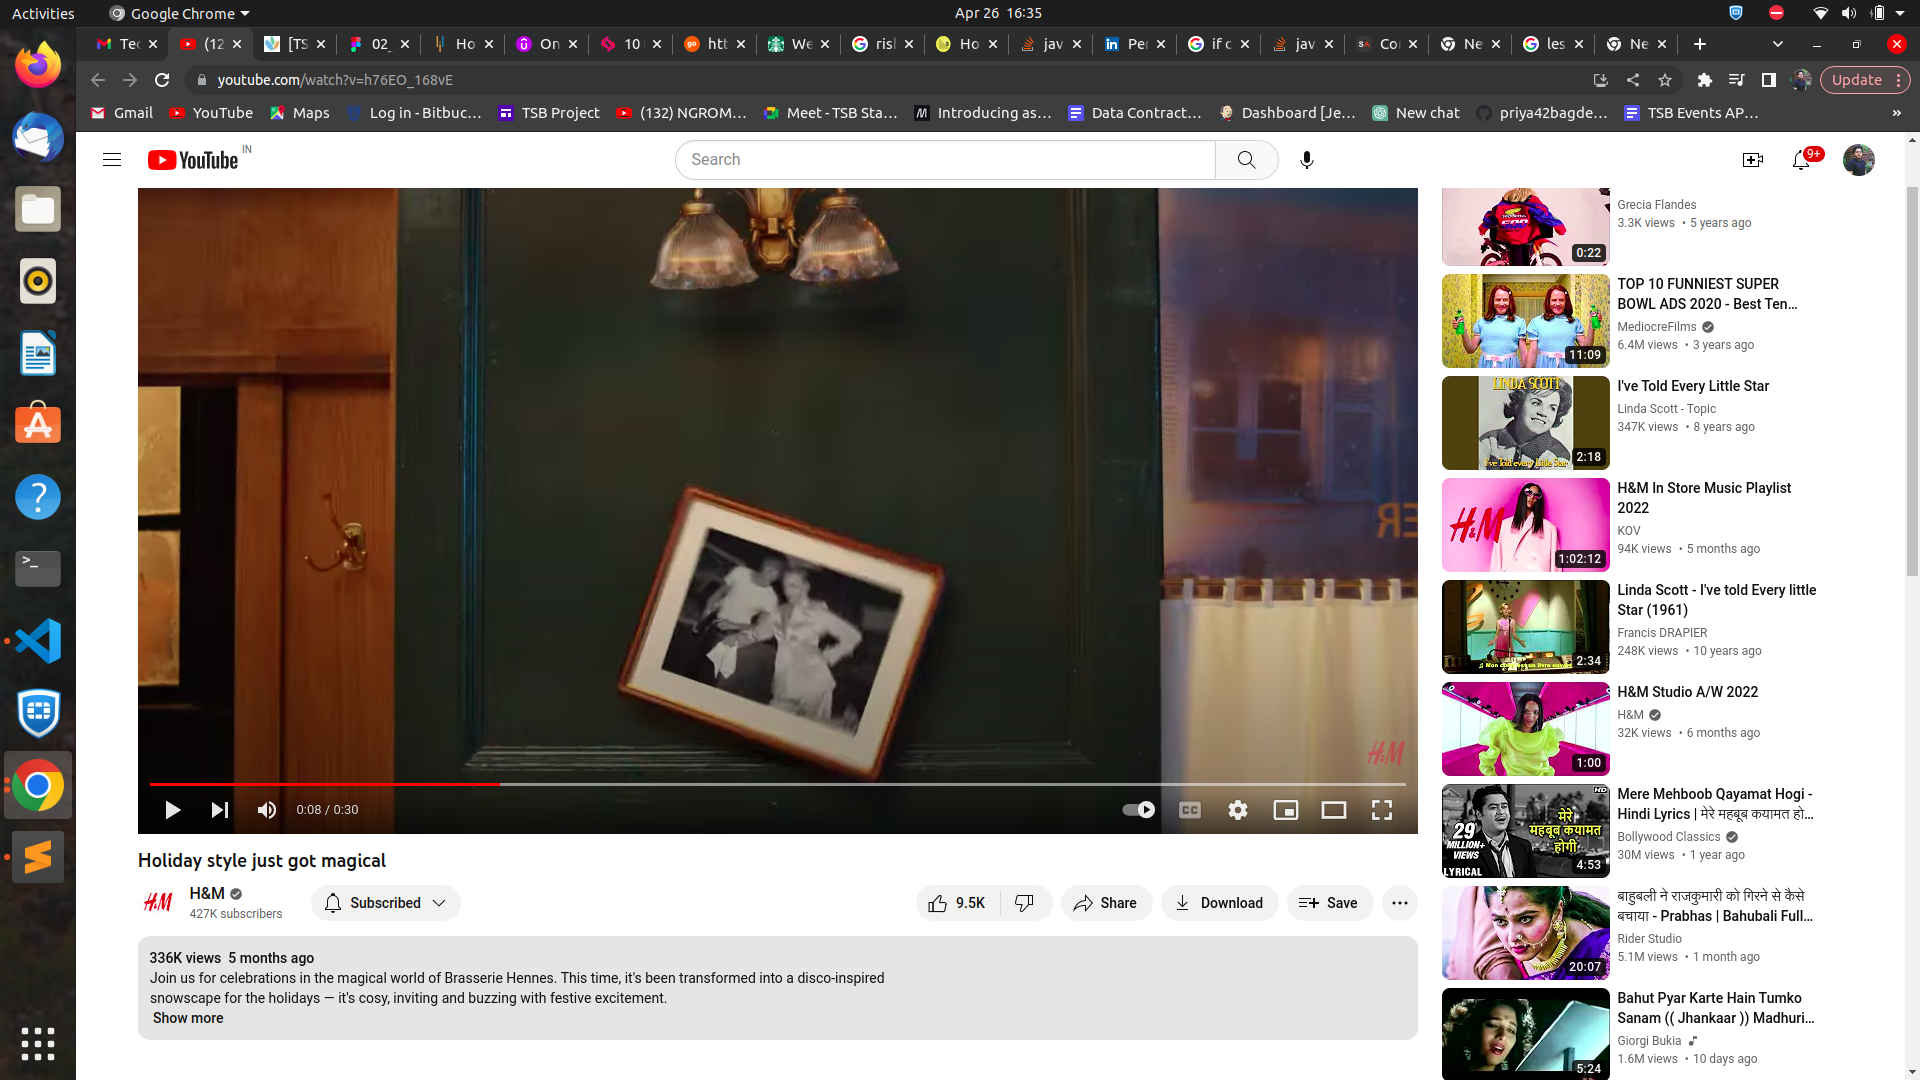 Activities
Google Chrome
Apr 26 16:35
Tec
(12
[TS
02_
Ho
On
10
htt
We
risl
Ho
jav
Per
if c
jav
Co
Ne
les
Ne
youtube.com/watch?v=h76EO_168vE
Update
Gmail
YouTube
Maps
Log in - Bitbuc...
TSB Project
(132) NGROM...
Meet - TSB Sta...
Introducing as...
Data Contract...
Dashboard [Je...
New chat
priya42bagde...
TSB Events AP...
»
YouTube IN
Search
9+
H&M
0:08 / 0:30
CC
Holiday style just got magical
H&M
H&M
427K subscribers
Subscribed
9.5K
Share
Download
Save
336K views 5 months ago
Join us for celebrations in the magical world of Brasserie Hennes. This time, it's been transformed into a disco-inspired
snowscape for the holidays — it's cosy, inviting and buzzing with festive excitement.
Show more
0:22
Grecia Flandes
3.3K views • 5 years ago
11:09
TOP 10 FUNNIEST SUPER
BOWL ADS 2020 - Best Ten...
MediocreFilms
6.4M views • 3 years ago
LINDA SCOTT
I've Told every little Star
2:18
I've Told Every Little Star
Linda Scott - Topic
347K views • 8 years ago
H&M
1:02:12
H&M In Store Music Playlist
2022
KOV
94K views • 5 months ago
2:34
Linda Scott - I've told Every little
Star (1961)
Francis DRAPIER
248K views • 10 years ago
1:00
H&M Studio A/W 2022
H&M
32K views • 6 months ago
HD
29
MILLION+
VIEWS
LYRICAL
मेरे
महबूब कयामत
होगी
4:53
Mere Mehboob Qayamat Hogi -
Hindi Lyrics | मेरे महबूब कयामत हो...
Bollywood Classics
30M views • 1 year ago
20:07
बाहुबली ने राजकुमारी को गिरने से कैसे
बचाया - Prabhas | Bahubali Full...
Rider Studio
5.1M views • 1 month ago
5:24
Bahut Pyar Karte Hain Tumko
Sanam (( Jhankaar )) Madhuri...
Giorgi Bukia
1.6M views • 10 days ago